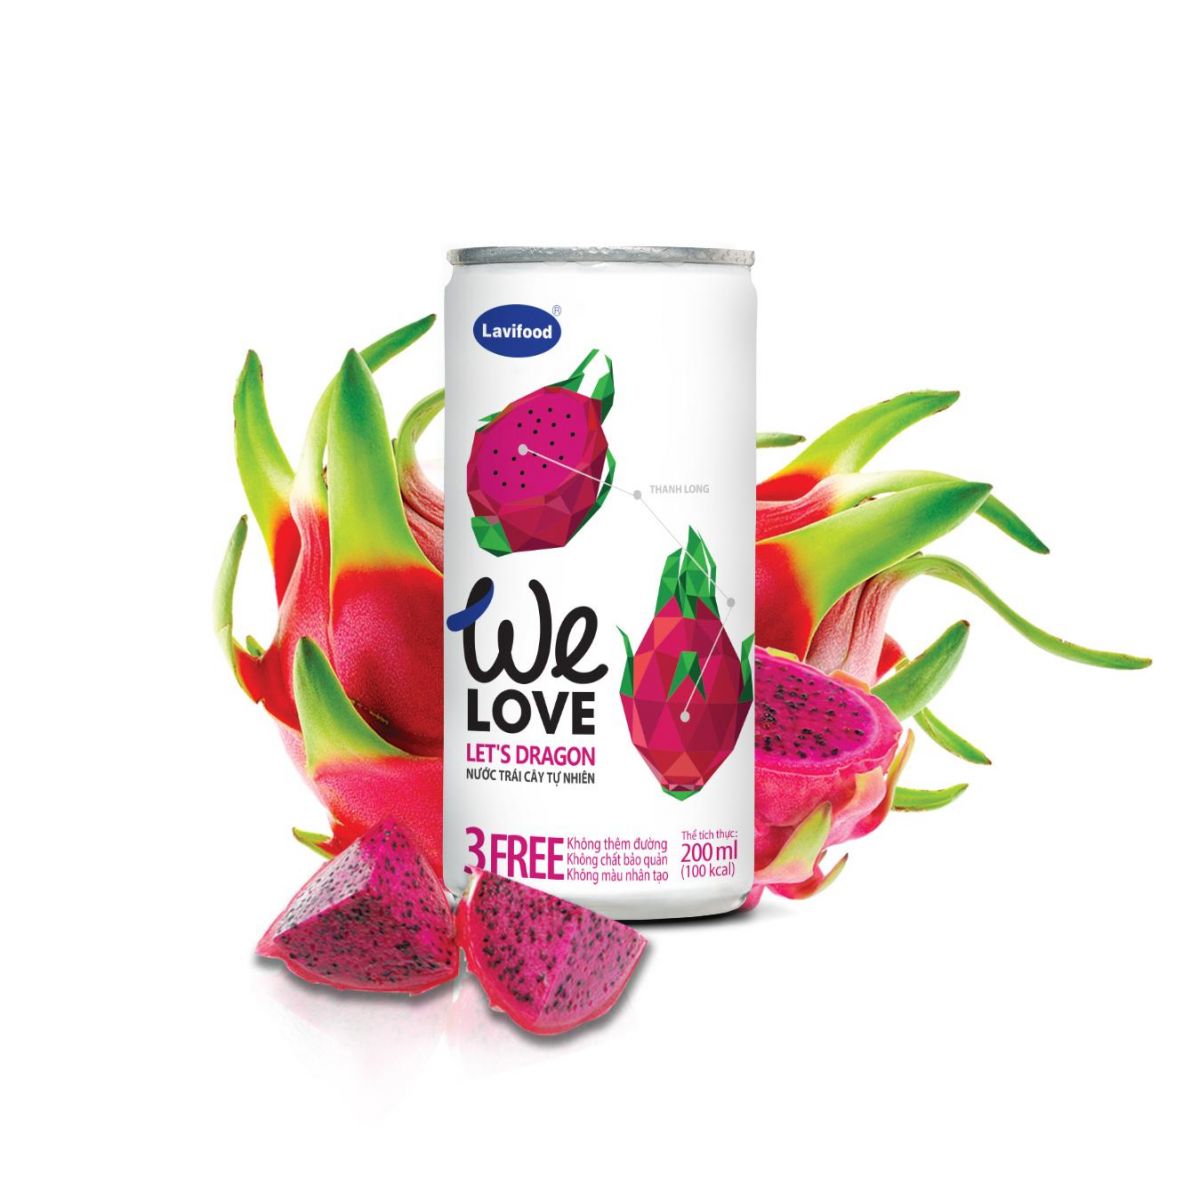 Lavifood
®
THANH LONG
We
LOVE
LET'S DRAGON
NƯỚC TRÁI CÂY TỰ NHIÊN
3FREE
Không thêm đường
Không chất bảo quản
Không màu nhân tạo
Thể tích thực:
200 ml
(100 kcal)